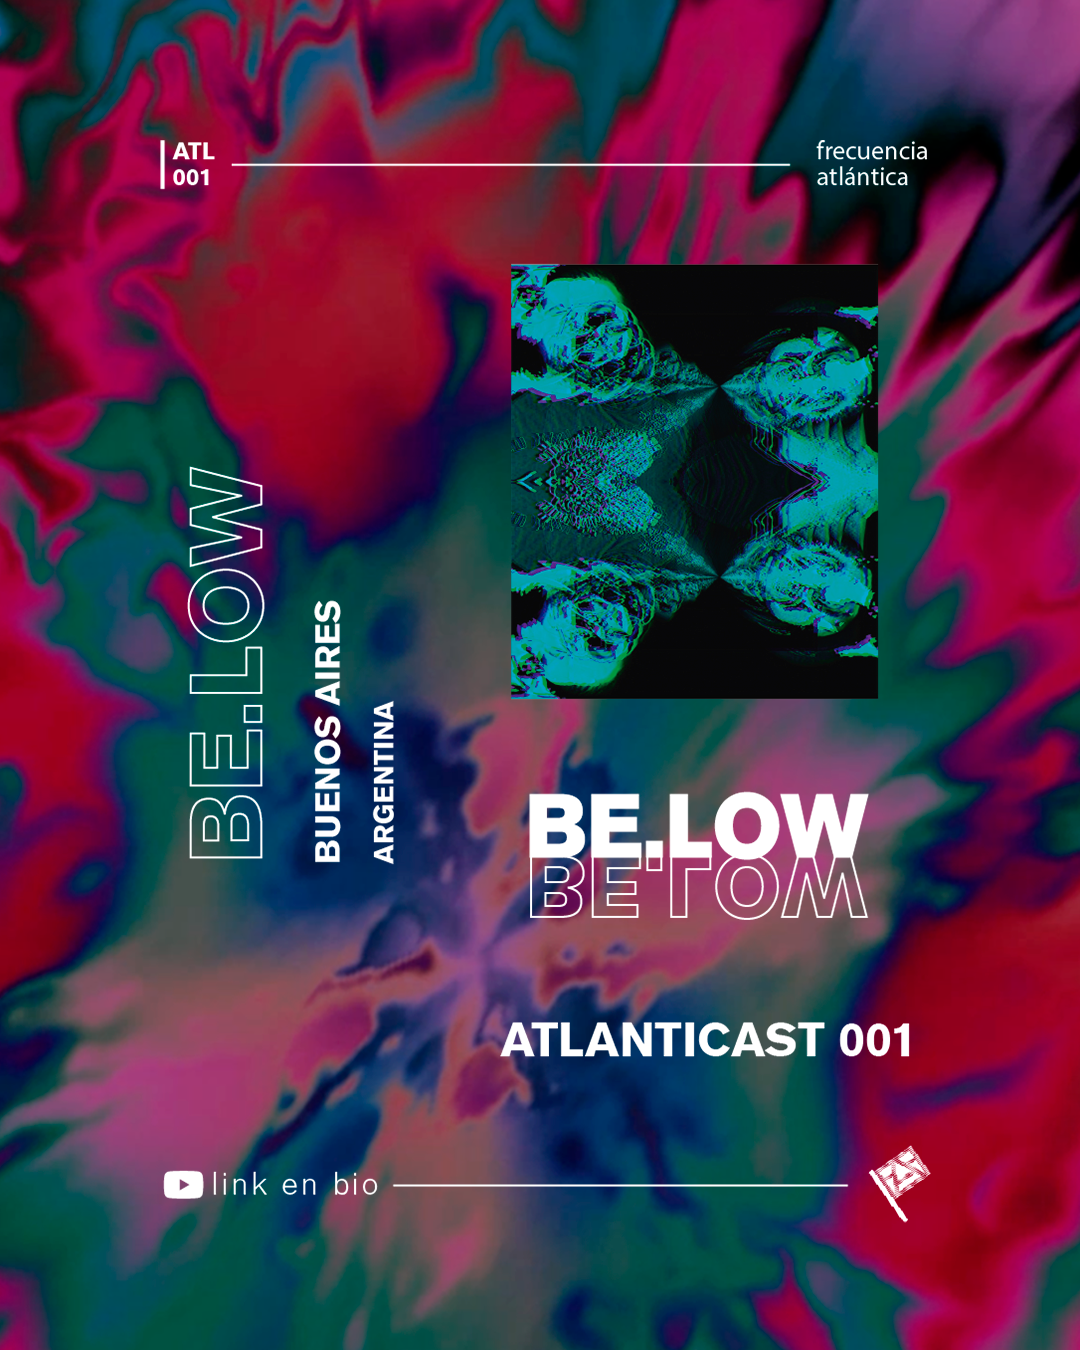 ATL
001
frecuencia
atlántica
BE.LOW
BUENOS AIRES
ARGENTINA
BE.LOW
BE.LOW
ATLANTICAST 001
link en bio